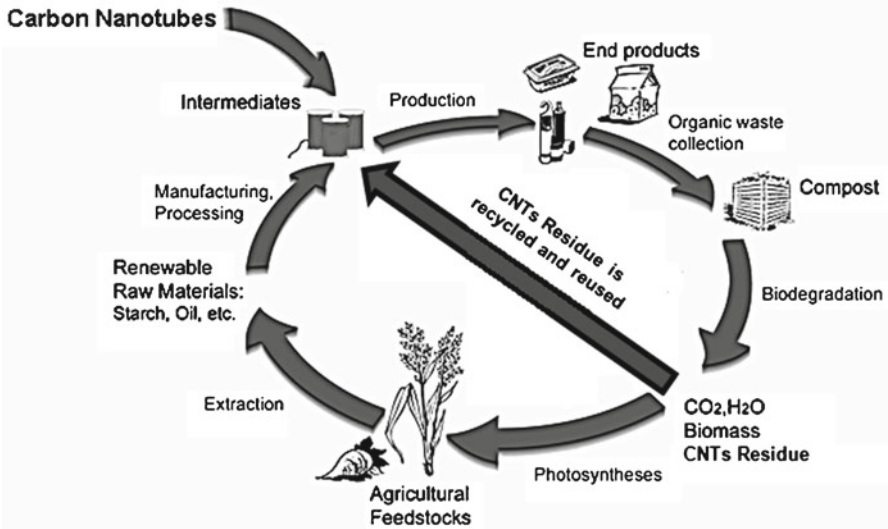 Carbon Nanotubes
Intermediates
Production
End products
Organic waste
collection
Compost
Biodegradation
CO₂,H₂O
Biomass
CNTs Residue
CNTs Residue is
recycled and reused
Photosyntheses
Agricultural
Feedstocks
Extraction
Renewable
Raw Materials:
Starch, Oil, etc.
Manufacturing,
Processing